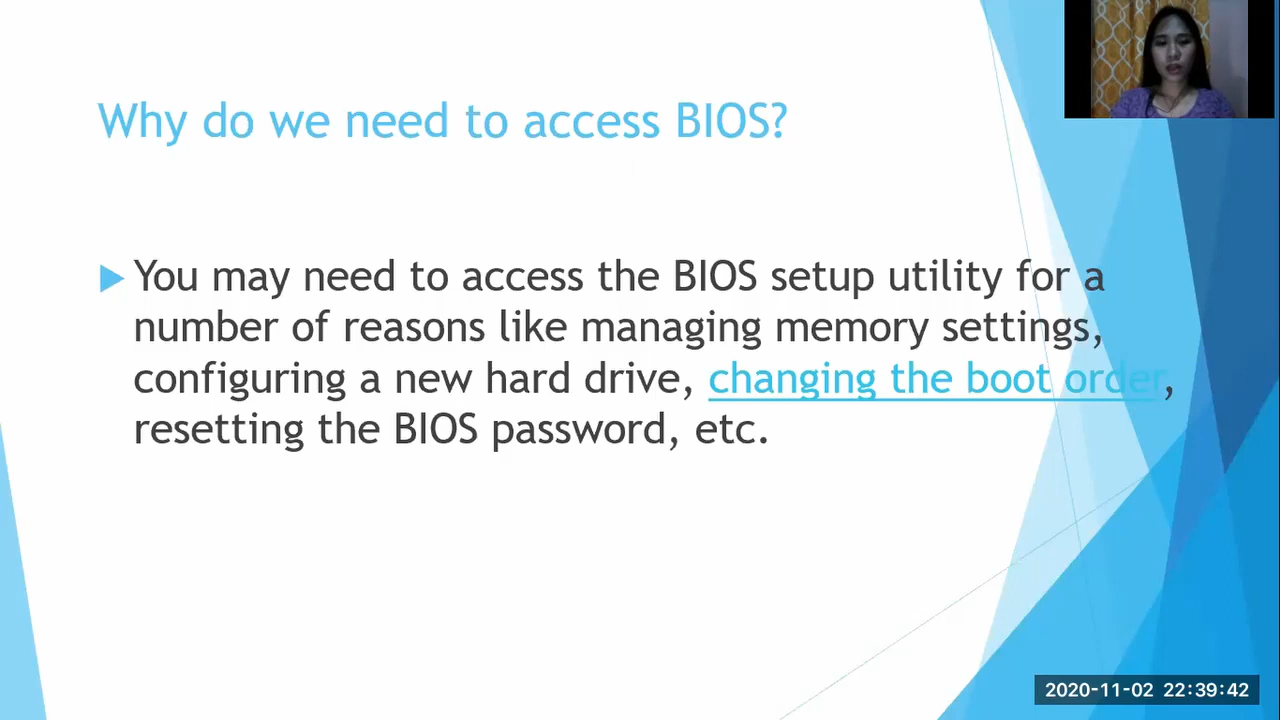 Why do we need to access BIOS?
You may need to access the BIOS setup utility for a
number of reasons like managing memory settings,
configuring a new hard drive, changing the boot order,
resetting the BIOS password, etc.
2020-11-02 22:39:42